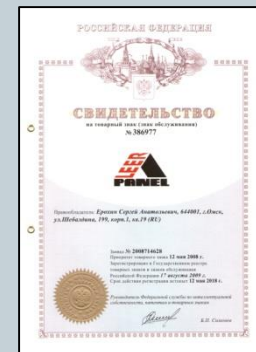 РОССИЙСКАЯ ФЕДЕРАЦИЯ
СВИДЕТЕЛЬСТВО
на товарный знак (знак обслуживания)
№ 386977
LEER
PANEL
Правообладатель: Ерохин Сергей Анатольевич, 644001, г.Омск,
ул.Шебалдина, 199, корп.1, кв.19 (RU)
Заявка № 2008714628
Приоритет товарного знака 12 мая 2008 г.
Зарегистрировано в Государственном реестре
товарных знаков и знаков обслуживания
Российской Федерации 17 августа 2009 г.
Срок действия регистрации истекает 12 мая 2018 г.
Руководитель Федеральной службы по интеллектуальной
собственности, патентам и товарным знакам
Б.П. Симонов